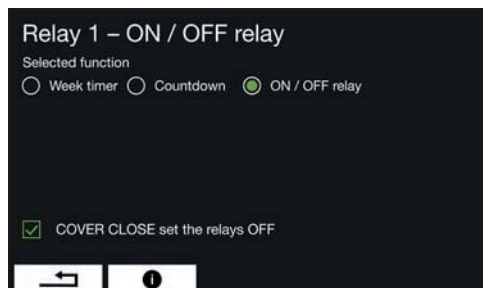 Relay 1 – ON / OFF relay
Selected function
Week timer Countdown ON / OFF relay
COVER CLOSE set the relays OFF